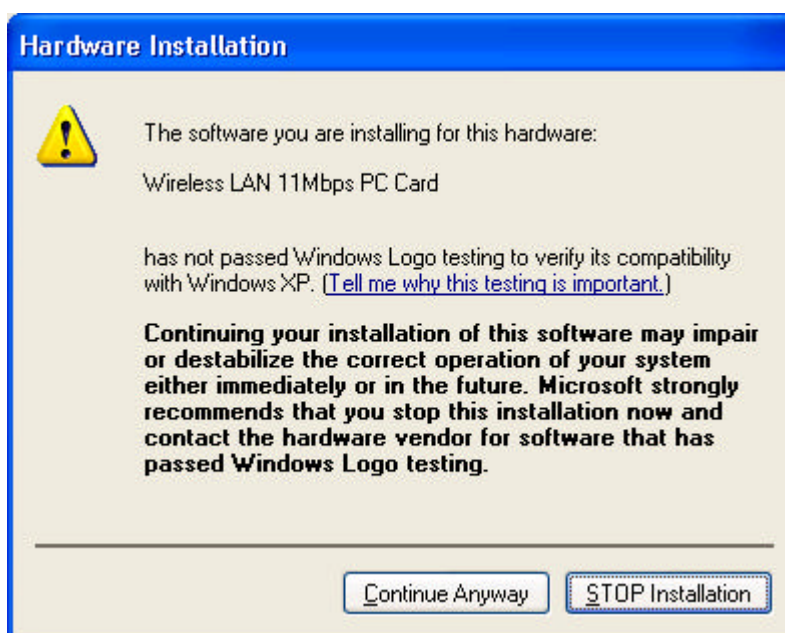 Hardware Installation
The software you are installing for this hardware:
Wireless LAN 11Mbps PC Card
has not passed Windows Logo testing to verify its compatibility
with Windows XP. (Tell me why this testing is important.)
Continuing your installation of this software may impair
or destabilize the correct operation of your system
either immediately or in the future. Microsoft strongly
recommends that you stop this installation now and
contact the hardware vendor for software that has
passed Windows Logo testing.
Continue Anyway STOP Installation